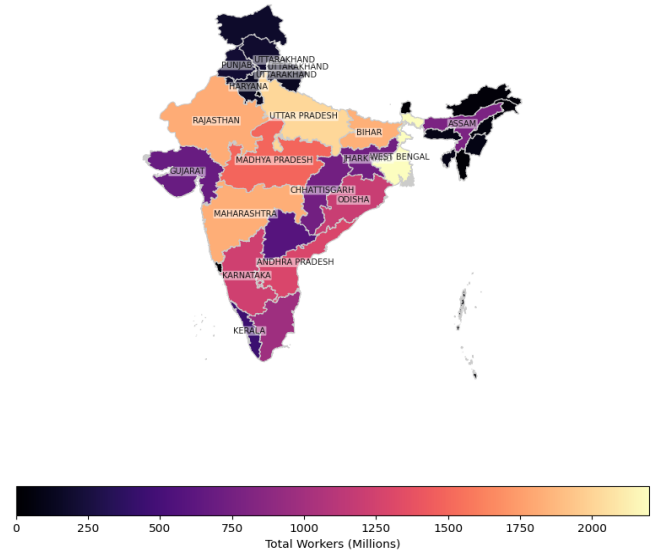 UTTARAKHAND
PUNJAB
UTTARAKHAND
UTTARAKHAND
HARYANA
UTTAR PRADESH
RAJASTHAN
ASSAM
BIHAR
MADHYA PRADESH
HARK
WEST BENGAL
GUJARAT
CHHATTISGARH
ODISHA
MAHARASHTRA
ANDHRA PRADESH
KARNATAKA
KERALA
0 250 500 750 1000 1250 1500 1750 2000
Total Workers (Millions)